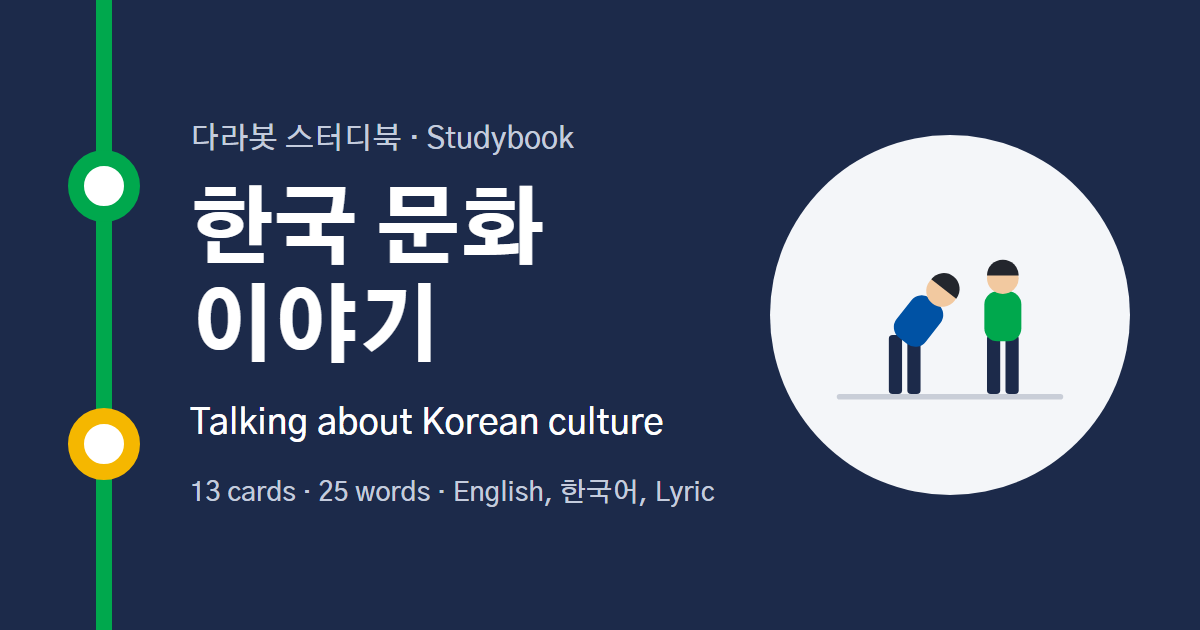 다라봇 스터디북 · Studybook
한국 문화
이야기
Talking about Korean culture
13 cards · 25 words · English, 한국어, Lyric